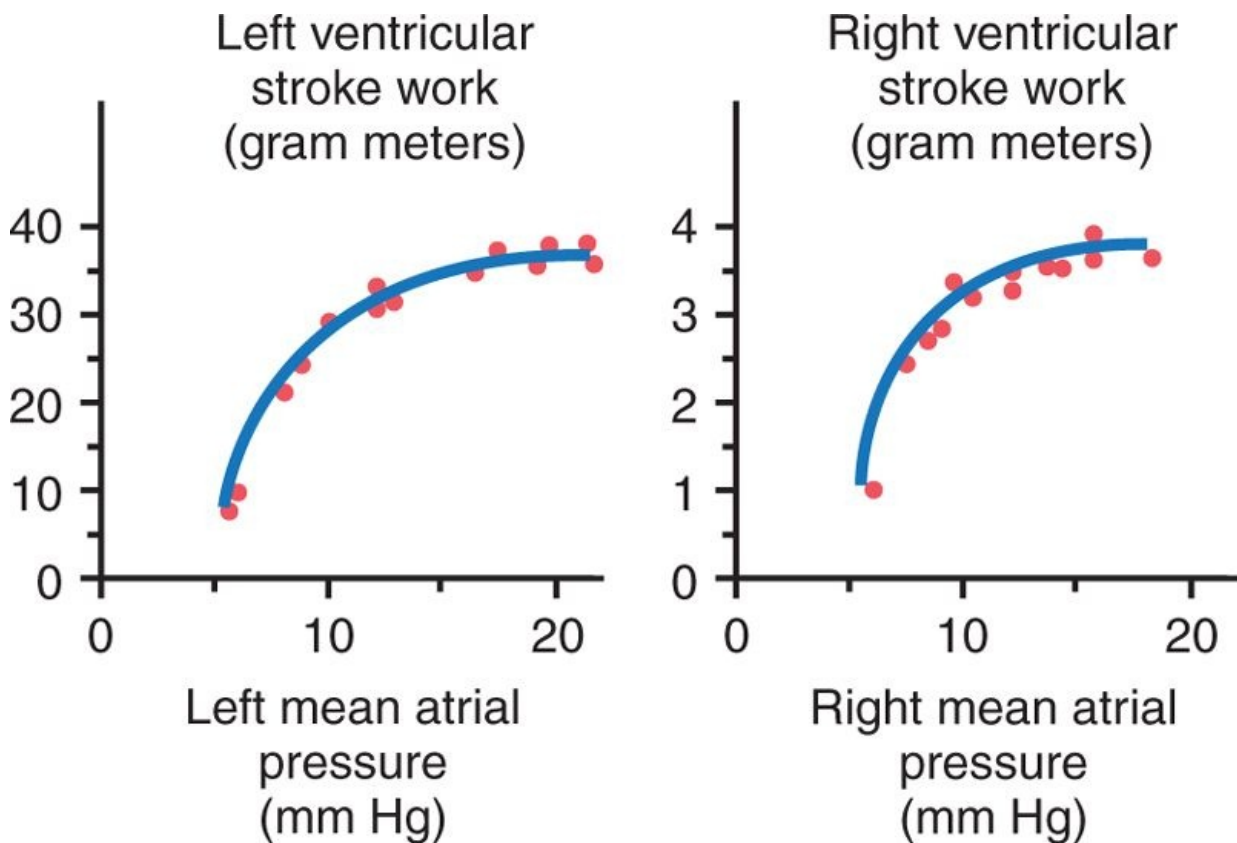 Left ventricular
stroke work
(gram meters)
40
30
20
10
0
0 10 20
Left mean atrial
pressure
(mm Hg)
Right ventricular
stroke work
(gram meters)
4
3
2
1
0
0 10 20
Right mean atrial
pressure
(mm Hg)